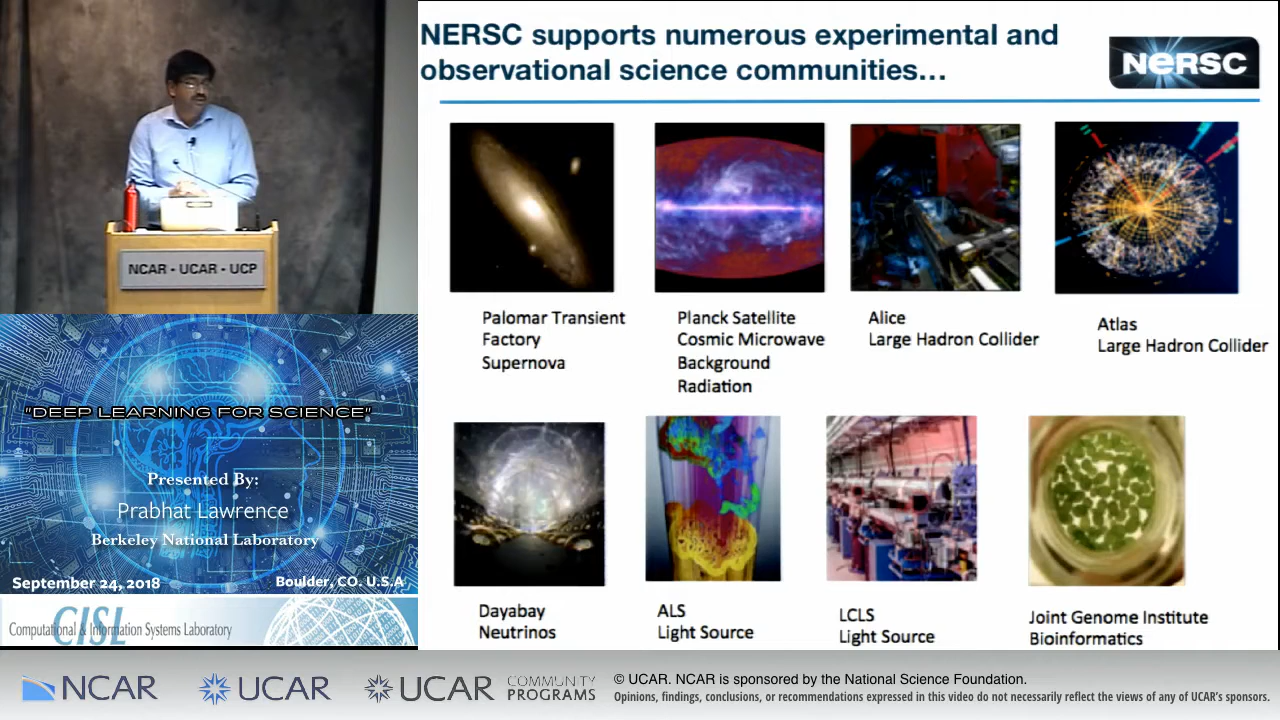 NERSC supports numerous experimental and
observational science communities...
NERSC
NCAR - UCAR - UCP
Palomar Transient
Factory
Supernova
Planck Satellite
Cosmic Microwave
Background
Radiation
Alice
Large Hadron Collider
Atlas
Large Hadron Collider
Dayabay
Neutrinos
ALS
Light Source
LCLS
Light Source
Joint Genome Institute
Bioinformatics
"DEEP LEARNING FOR SCIENCE"
Presented By:
Prabhat Lawrence
Berkeley National Laboratory
September 24, 2018
Boulder, CO. U.S.A
CISL
Computational & Information Systems Laboratory
NCAR
UCAR
UCAR
COMMUNITY
PROGRAMS
© UCAR. NCAR is sponsored by the National Science Foundation.
Opinions, findings, conclusions, or recommendations expressed in this video do not necessarily reflect the views of any of UCAR's sponsors.